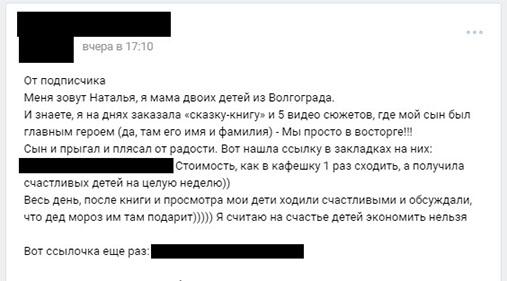 вчера в 17:10
От подписчика
Меня зовут Наталья, я мама двоих детей из Волгограда.
И знаете, я на днях заказала «сказку-книгу» и 5 видео сюжетов, где мой сын был
главным героем (да, там его имя и фамилия) - Мы просто в восторге!!!
Сын и прыгал и плясал от радости. Вот нашла ссылку в закладках на них:
Стоимость, как в кафешку 1 раз сходить, а получила
счастливых детей на целую неделю))
Весь день, после книги и просмотра мои дети ходили счастливыми и обсуждали,
что дед мороз им там подарит))))) Я считаю на счастье детей экономить нельзя
Вот ссылочка еще раз: